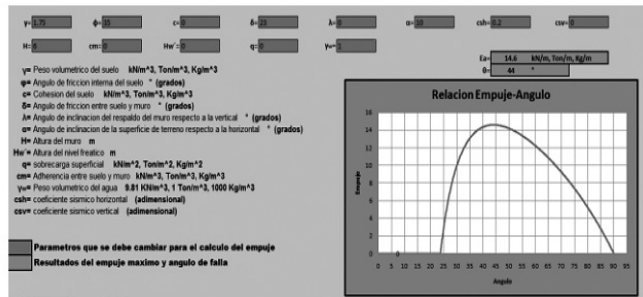 γ= 1.75 ϕ= 35 c= 0 δ= 25 λ= 0 α= 10 csh= 0.2 csv= 0
H= 6 cm= 0 Hw´= 0 q= 0 γw= 1
Ea= 14.6 kN/m, Ton/m, Kg/m
θ= 44 °
γ= Peso volumetrico del suelo kN/m^3, Ton/m^3, Kg/m^3
φ= Angulo de friccion interna del suelo ° (grados)
c= Cohesion del suelo kN/m^3, Ton/m^3, Kg/m^3
δ= Angulo de friccion entre suelo y muro ° (grados)
λ= Angulo de inclinacion del respaldo del muro respecto a la vertical ° (grados)
α= Angulo de inclinacion de la superficie de terreno respecto a la horizontal ° (grados)
H= Altura del muro m
Hw´= Altura del nivel freatico m
q= sobrecarga superficial kN/m^2, Ton/m^2, Kg/m^2
cm= Adherencia entre suelo y muro kN/m^3, Ton/m^3, Kg/m^3
γw= Peso volumetrico del agua 9.81 KN/m^3, 1 Ton/m^3, 1000 Kg/m^3
csh= coeficiente sismico horizontal (adimensional)
csv= coeficiente sismico vertical (adimensional)
Parametros que se debe cambiar para el calculo del empuje
Resultados del empuje maximo y angulo de falla
Relacion Empuje-Angulo
Empuje
16
14
12
10
8
6
4
2
0
0
0 5 10 15 20 25 30 35 40 45 50 55 60 65 70 75 80 85 90 95
Angulo